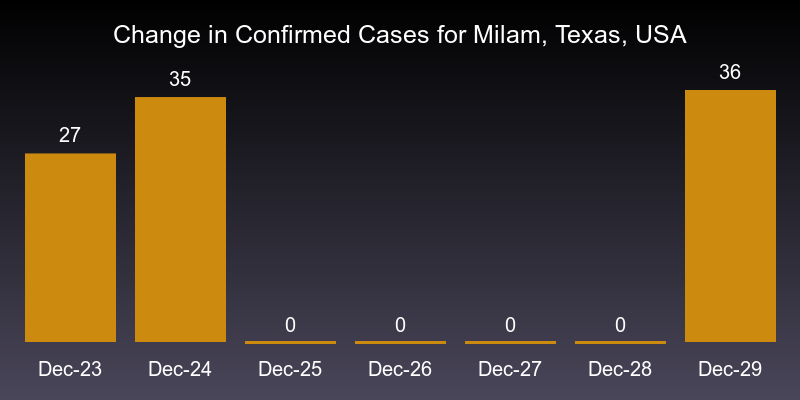 Change in Confirmed Cases for Milam, Texas, USA
27
35
0
0
0
0
36
Dec-23
Dec-24
Dec-25
Dec-26
Dec-27
Dec-28
Dec-29